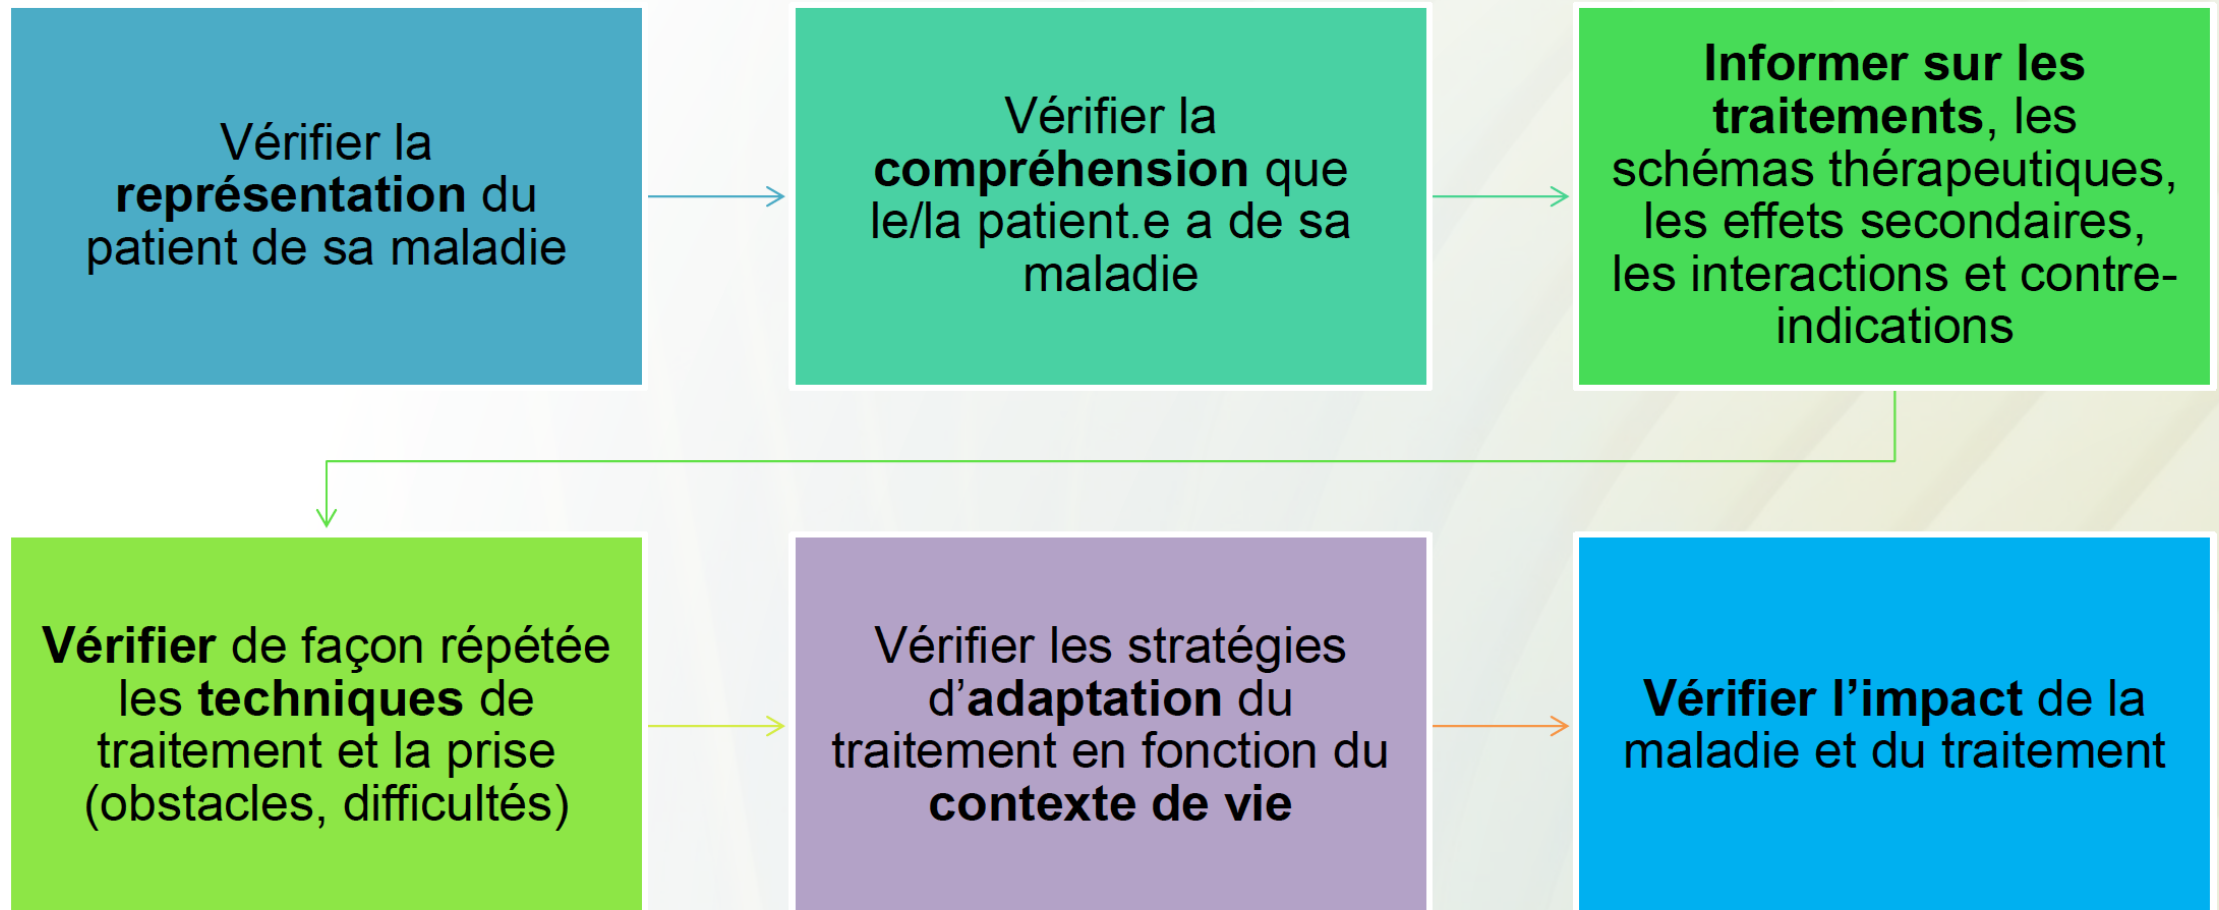 Vérifier la
représentation du
patient de sa maladie
Vérifier la
compréhension que
le/la patient.e a de sa
maladie
Informer sur les
traitements, les
schémas thérapeutiques,
les effets secondaires,
les interactions et contre-
indications
Vérifier de façon répétée
les techniques de
traitement et la prise
(obstacles, difficultés)
Vérifier les stratégies
d’adaptation du
traitement en fonction du
contexte de vie
Vérifier l’impact de la
maladie et du traitement